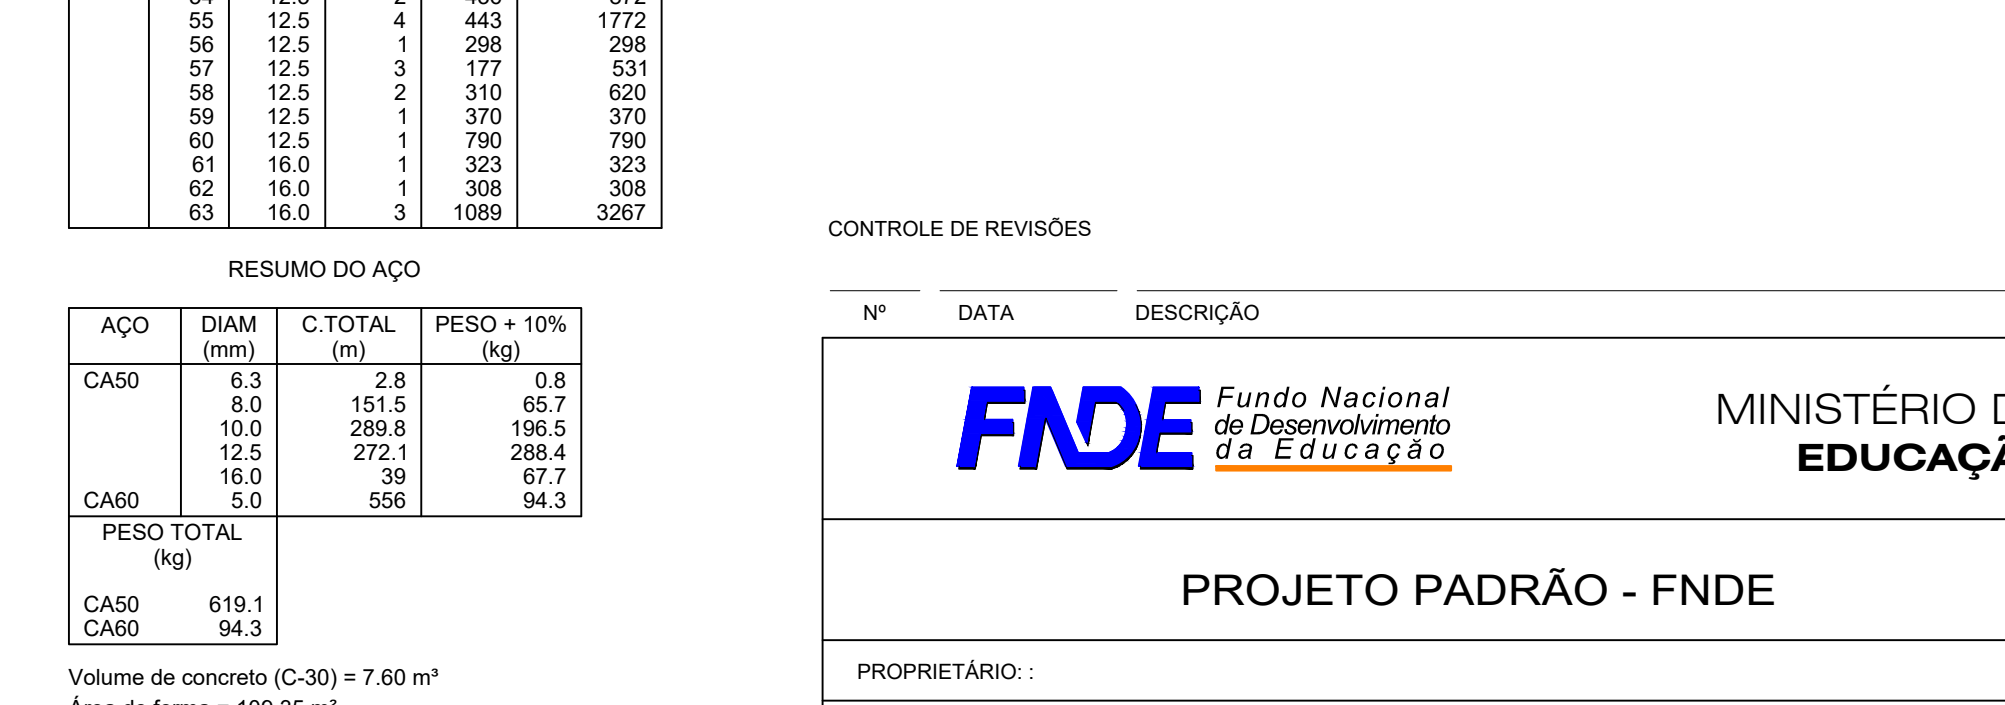 55 12.5 4 443 1772
56 12.5 1 298 298
57 12.5 3 177 531
58 12.5 2 310 620
59 12.5 1 370 370
60 12.5 1 790 790
61 16.0 1 323 323
62 16.0 1 308 308
63 16.0 3 1089 3267
RESUMO DO AÇO
AÇO DIAM C.TOTAL PESO + 10%
(mm) (m) (kg)
CA50 6.3 2.8 0.8
8.0 151.5 65.7
10.0 289.8 196.5
12.5 272.1 288.4
16.0 39 67.7
CA60 5.0 556 94.3
PESO TOTAL
(kg)
CA50 619.1
CA60 94.3
Volume de concreto (C-30) = 7.60 m³
CONTROLE DE REVISÕES
Nº DATA DESCRIÇÃO
FNDE
Fundo Nacional
de Desenvolvimento
da Educação
MINISTÉRIO
EDUCAÇÃ
PROJETO PADRÃO - FNDE
PROPRIETÁRIO: :